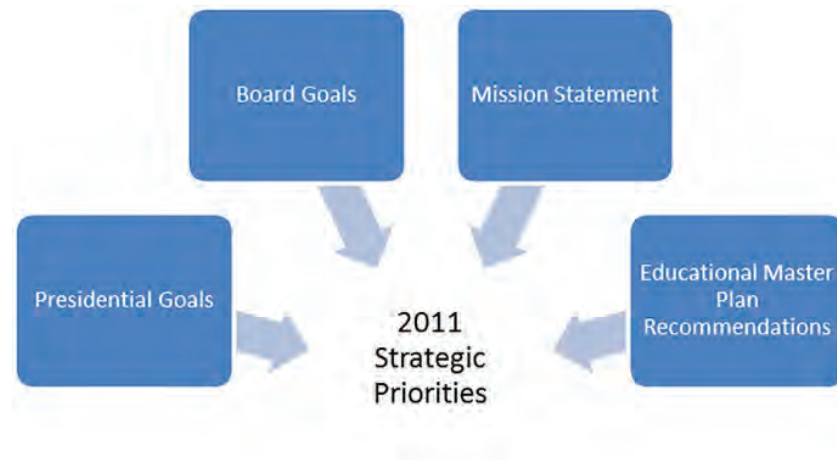 Board Goals
Mission Statement
Presidential Goals
Educational Master
Plan
Recommendations
2011
Strategic
Priorities